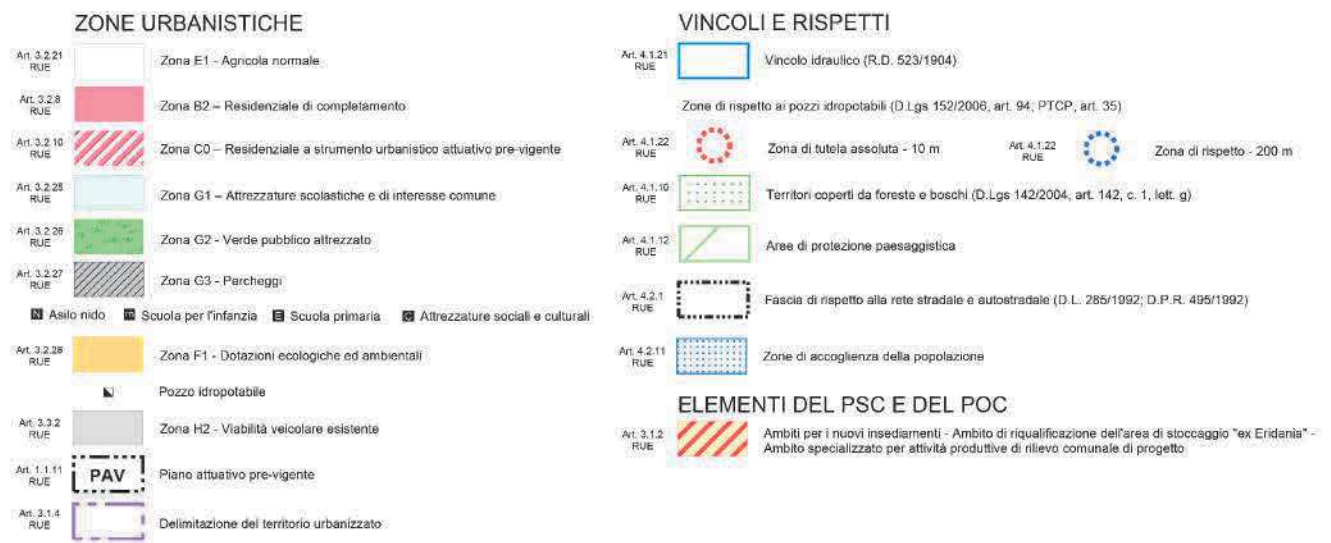 ZONE URBANISTICHE
Art. 3.2.21
RUE
Zona E1 - Agricola normale
Art. 3.2.8
RUE
Zona B2 – Residenziale di completamento
Art. 3.2.10
RUE
Zona C0 – Residenziale a strumento urbanistico attuativo pre-vigente
Art. 3.2.25
RUE
Zona G1 – Attrezzature scolastiche e di interesse comune
Art. 3.2.26
RUE
Zona G2 - Verde pubblico attrezzato
Art. 3.2.27
RUE
Zona G3 - Parcheggi
N Asilo nido m Scuola per l'infanzia E Scuola primaria C Attrezzature sociali e culturali
Art. 3.2.28
RUE
Zona F1 - Dotazioni ecologiche ed ambientali
Pozzo idropotabile
Art. 3.3.2
RUE
Zona H2 - Viabilità veicolare esistente
Art. 1.1.11
RUE
PAV
Piano attuativo pre-vigente
Art. 3.1.4
RUE
Delimitazione del territorio urbanizzato
VINCOLI E RISPETTI
Art. 4.1.21
RUE
Vincolo idraulico (R.D. 523/1904)
Zone di rispetto ai pozzi idropotabili (D.Lgs 152/2006, art. 94; PTCP, art. 35)
Art. 4.1.22
RUE
Zona di tutela assoluta - 10 m
Art. 4.1.22
RUE
Zona di rispetto - 200 m
Art. 4.1.10
RUE
Territori coperti da foreste e boschi (D.Lgs 142/2004, art. 142, c. 1, lett. g)
Art. 4.1.12
RUE
Aree di protezione paesaggistica
Art. 4.2.1
RUE
Fascia di rispetto alla rete stradale e autostradale (D.L. 285/1992; D.P.R. 495/1992)
Art. 4.2.11
RUE
Zone di accoglienza della popolazione
ELEMENTI DEL PSC E DEL POC
Art. 3.1.2
RUE
Ambiti per i nuovi insediamenti - Ambito di riqualificazione dell'area di stoccaggio "ex Eridania" -
Ambito specializzato per attività produttive di rilievo comunale di progetto